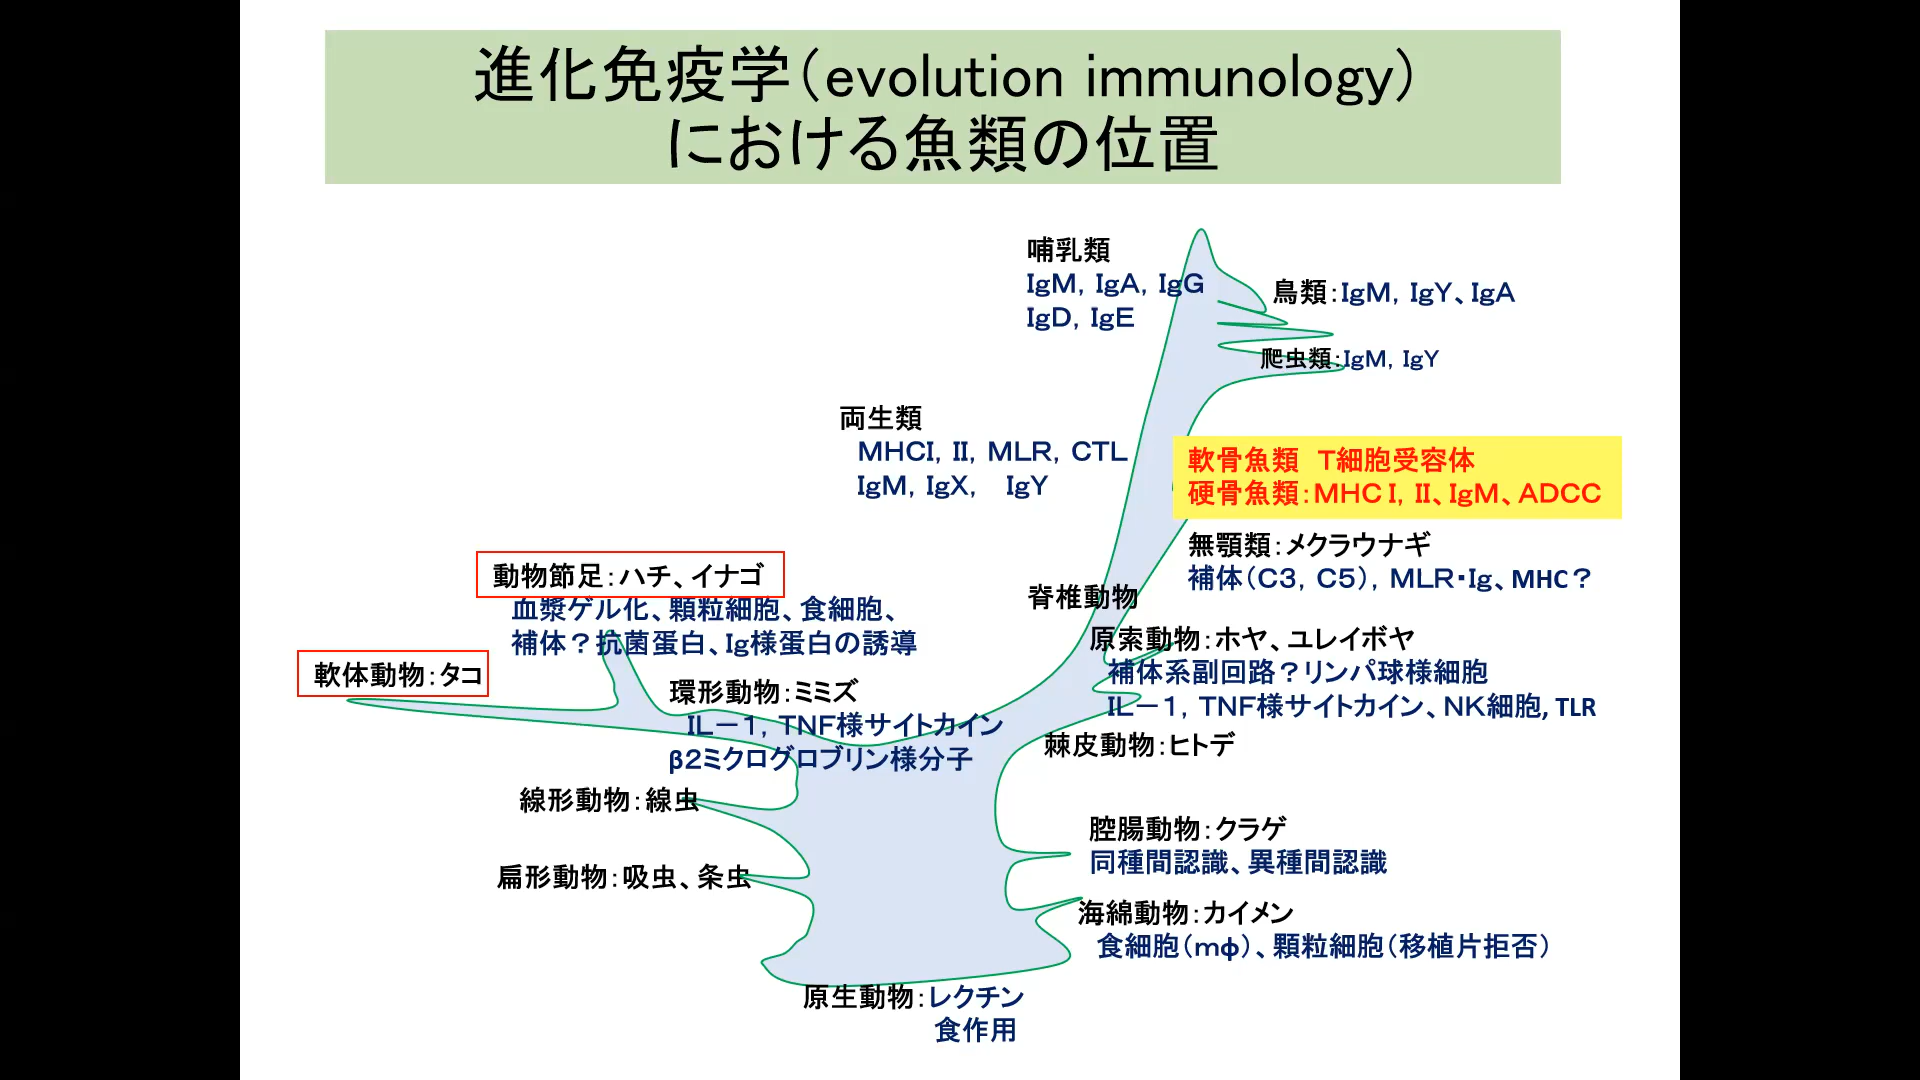 進化免疫学（evolution immunology）
における魚類の位置
哺乳類
IgM, IgA, IgG
IgD, IgE
鳥類：IgM, IgY、IgA
爬虫類：IgM, IgY
両生類
MHCI, II, MLR, CTL
IgM, IgX, IgY
軟骨魚類 T細胞受容体
硬骨魚類：MHC I, II、IgM、ADCC
無顎類：メクラウナギ
補体（C3, C5）, MLR・Ig、MHC？
動物節足：ハチ、イナゴ
血漿ゲル化、顆粒細胞、食細胞、
補体？抗菌蛋白、Ig様蛋白の誘導
脊椎動物
原索動物：ホヤ、ユレイボヤ
補体系副回路？リンパ球様細胞
IL－1, TNF様サイトカイン、NK細胞, TLR
軟体動物：タコ
環形動物：ミミズ
IL－1, TNF様サイトカイン
β2ミクログロブリン様分子
棘皮動物：ヒトデ
線形動物：線虫
腔腸動物：クラゲ
同種間認識、異種間認識
扁形動物：吸虫、条虫
海綿動物：カイメン
食細胞（mφ）、顆粒細胞（移植片拒否）
原生動物：レクチン
食作用